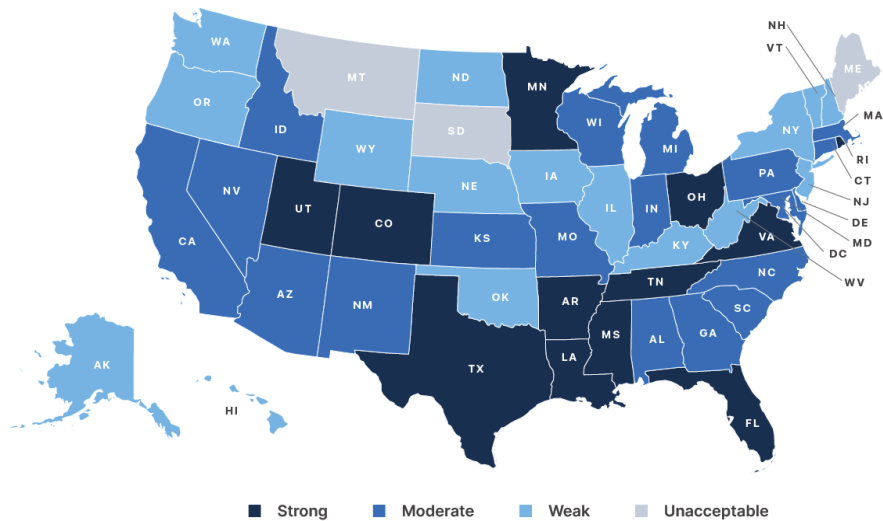 NH
VT
WA
MT
ND
MN
ME
OR
ID
SD
WI
MI
NY
MA
WY
RI
CT
IA
PA
NE
NV
UT
CO
IL
IN
OH
NJ
DE
CA
KS
MO
KY
VA
MD
DC
WV
AZ
NM
OK
AR
TN
NC
SC
MS
AL
GA
LA
TX
AK
HI
FL
Strong
Moderate
Weak
Unacceptable